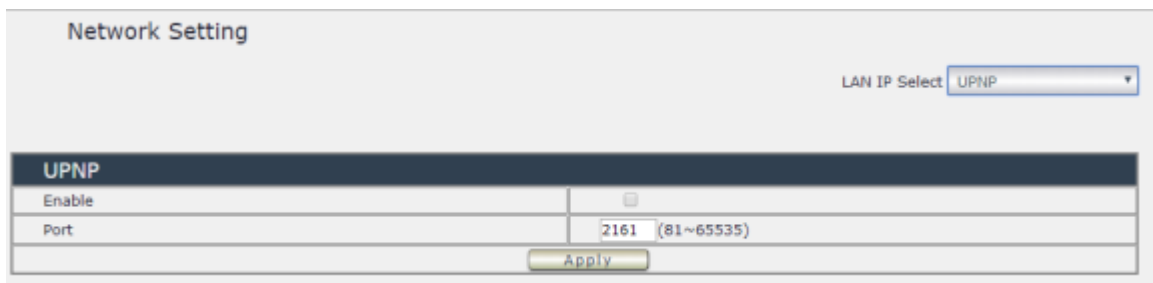 Network Setting
LAN IP Select UPNP
UPNP
Enable
Port 2161 (81~65535)
Apply